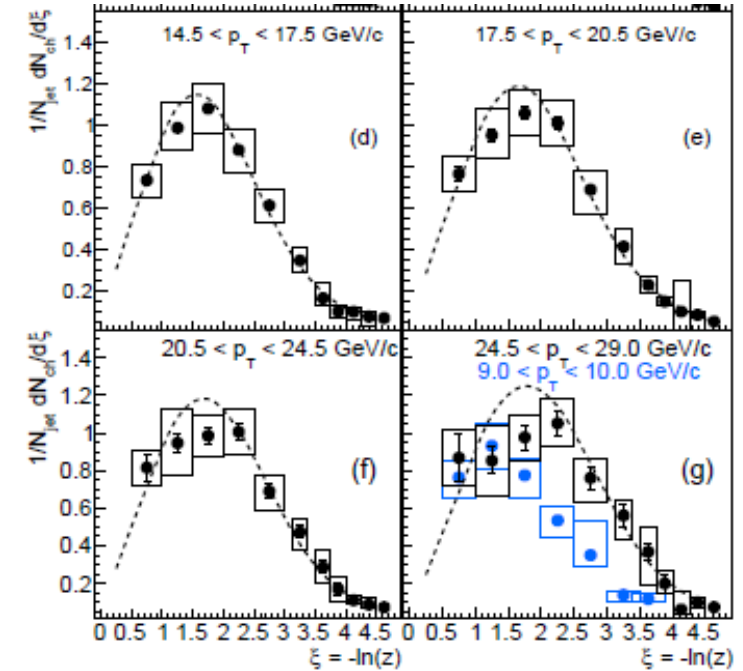 1/N_jet dN_ch/dξ
1.4
1.2
1
0.8
0.6
0.4
0.2
14.5 < p_T < 17.5 GeV/c
(d)
17.5 < p_T < 20.5 GeV/c
(e)
1/N_jet dN_ch/dξ
1.4
1.2
1
0.8
0.6
0.4
0.2
20.5 < p_T < 24.5 GeV/c
(f)
24.5 < p_T < 29.0 GeV/c
9.0 < p_T < 10.0 GeV/c
(g)
0 0.5 1 1.5 2 2.5 3 3.5 4 4.5
ξ = -ln(z)
0 0.5 1 1.5 2 2.5 3 3.5 4 4.5
ξ = -ln(z)